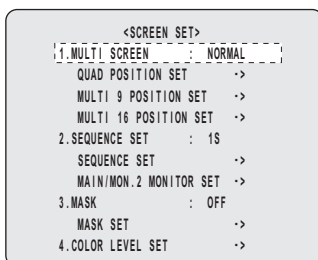 <SCREEN SET>
1.MULTI SCREEN : NORMAL
QUAD POSITION SET ->
MULTI 9 POSITION SET ->
MULTI 16 POSITION SET ->
2.SEQUENCE SET : 1S
SEQUENCE SET ->
MAIN/MON.2 MONITOR SET ->
3.MASK : OFF
MASK SET ->
4.COLOR LEVEL SET ->